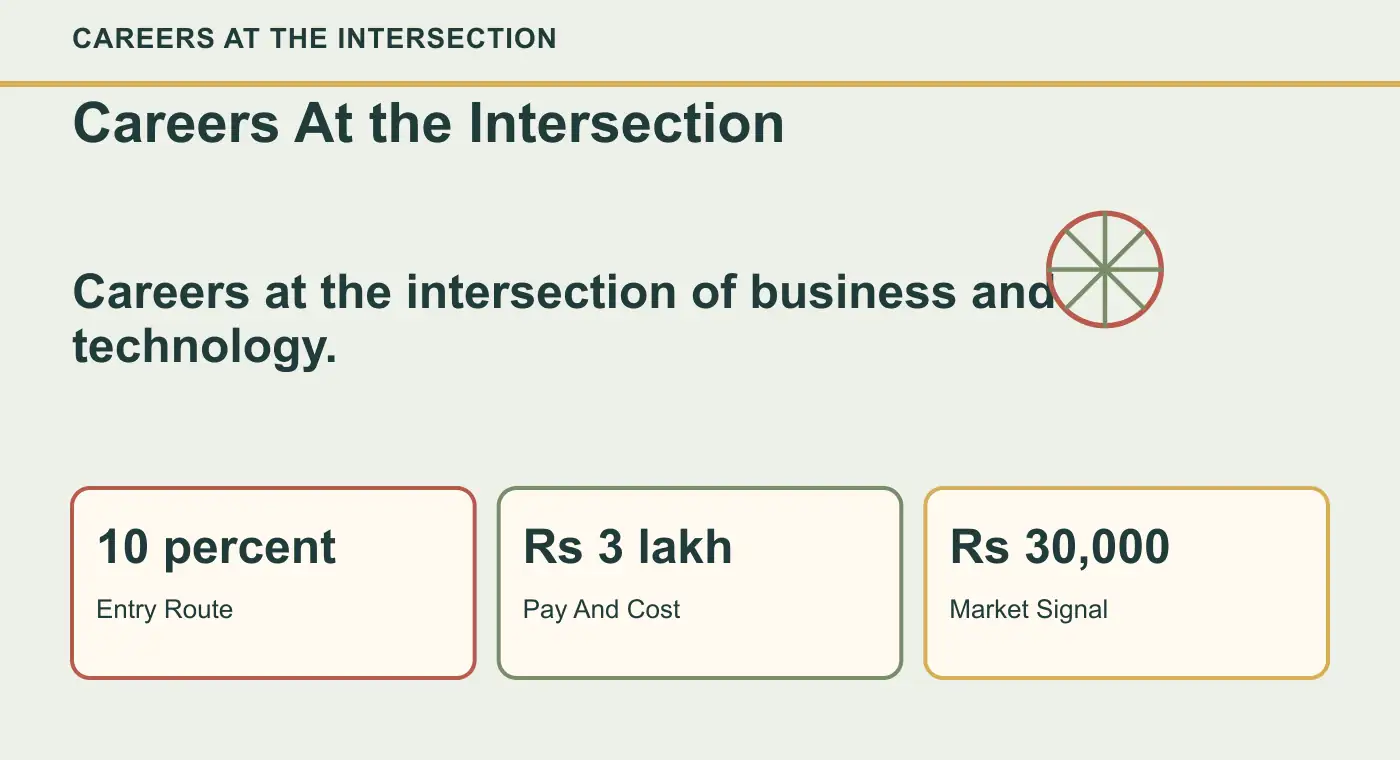 CAREERS AT THE INTERSECTION
Careers At the Intersection
Careers at the intersection of business and
technology.
10 percent
Entry Route
Rs 3 lakh
Pay And Cost
Rs 30,000
Market Signal